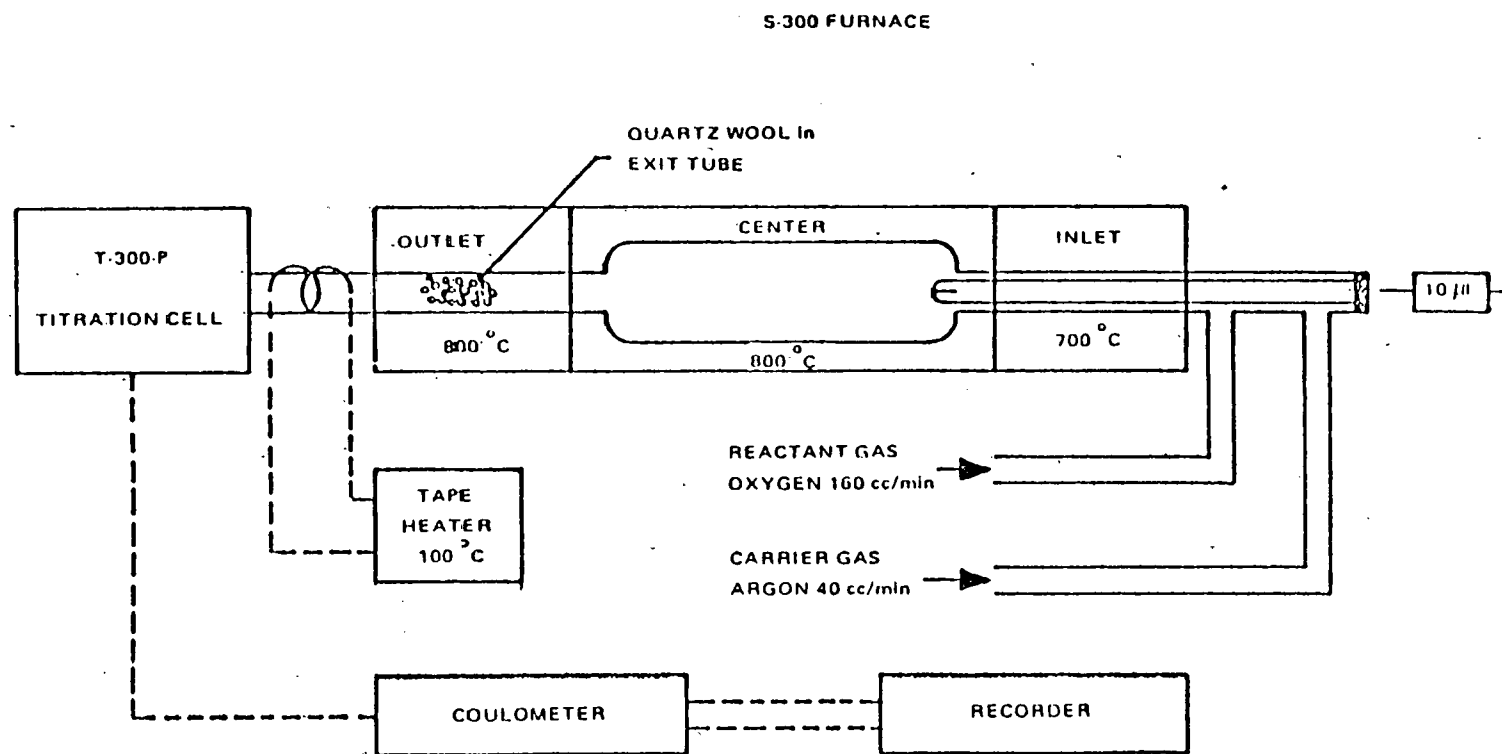 S-300 FURNACE
QUARTZ WOOL in
EXIT TUBE
T-300-P
TITRATION CELL
OUTLET
800 °C
CENTER
800 °C
INLET
700 °C
10 µl
REACTANT GAS
OXYGEN 160 cc/min
TAPE
HEATER
100 °C
CARRIER GAS
ARGON 40 cc/min
COULOMETER
RECORDER